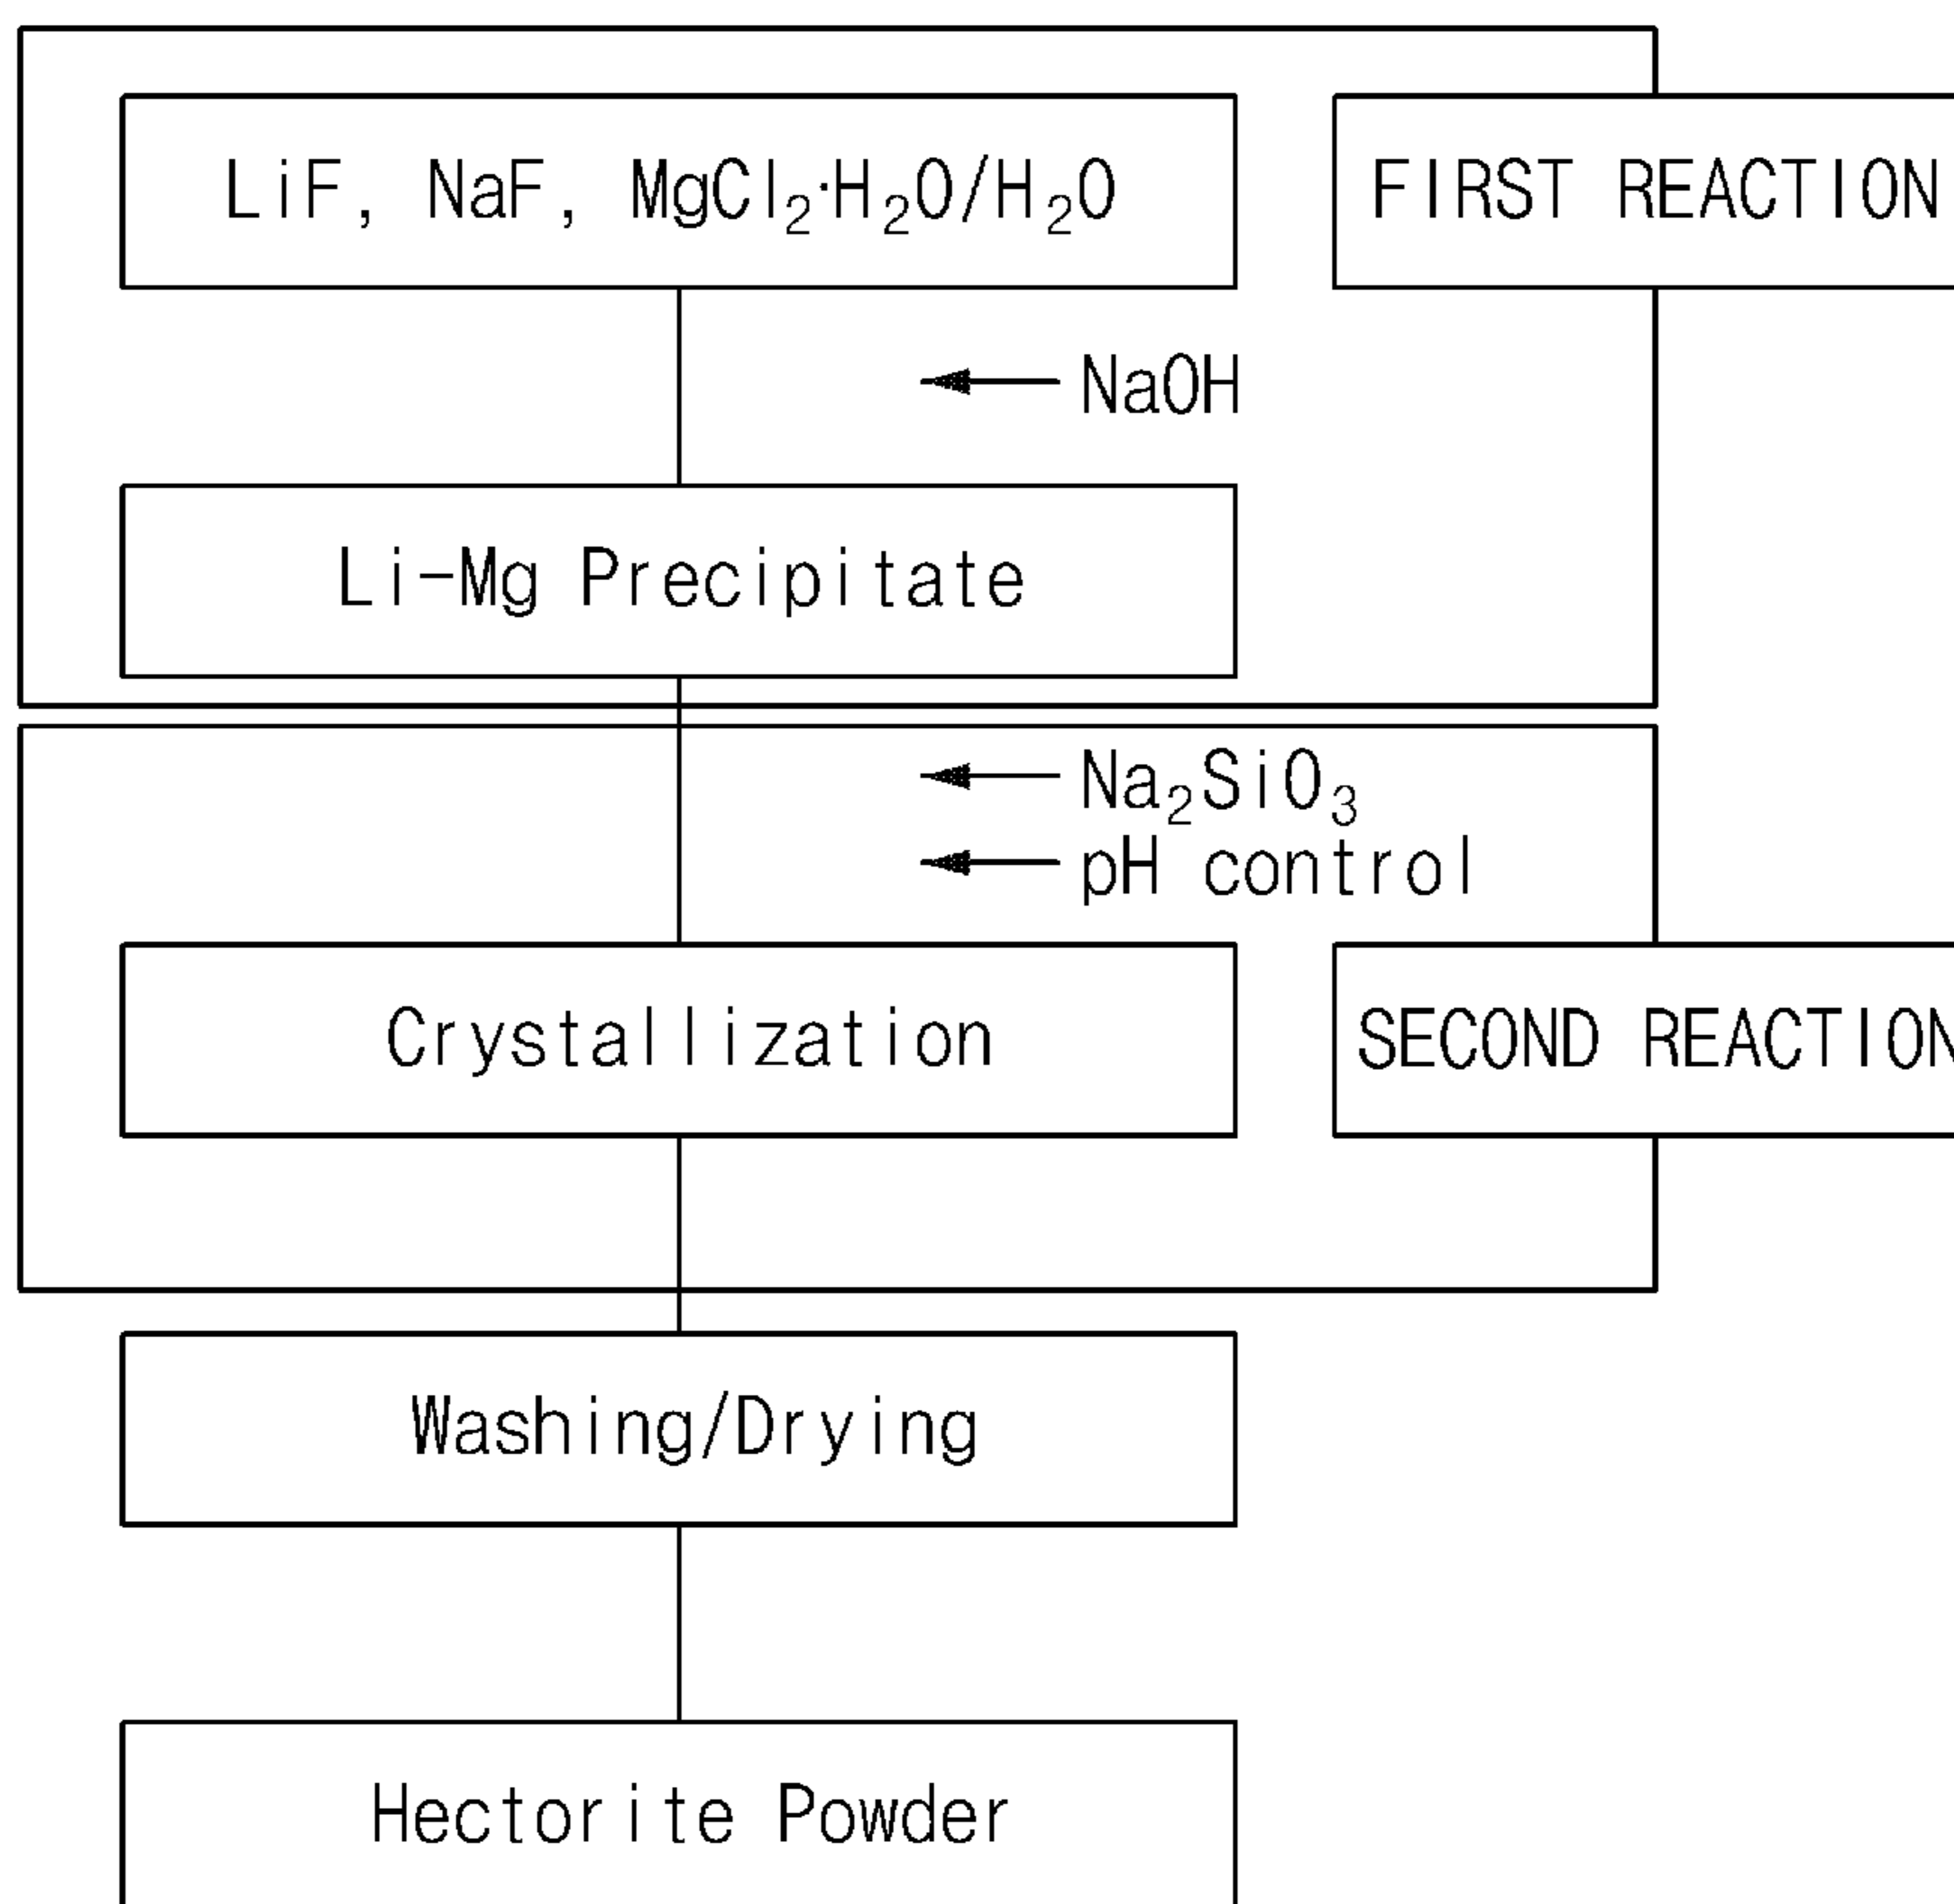 LiF, NaF, MgCl₂·H₂O/H₂O
FIRST REACTION
NaOH
Li-Mg Precipitate
Na₂SiO₃
pH control
Crystallization
SECOND REACTION
Washing/Drying
Hectorite Powder